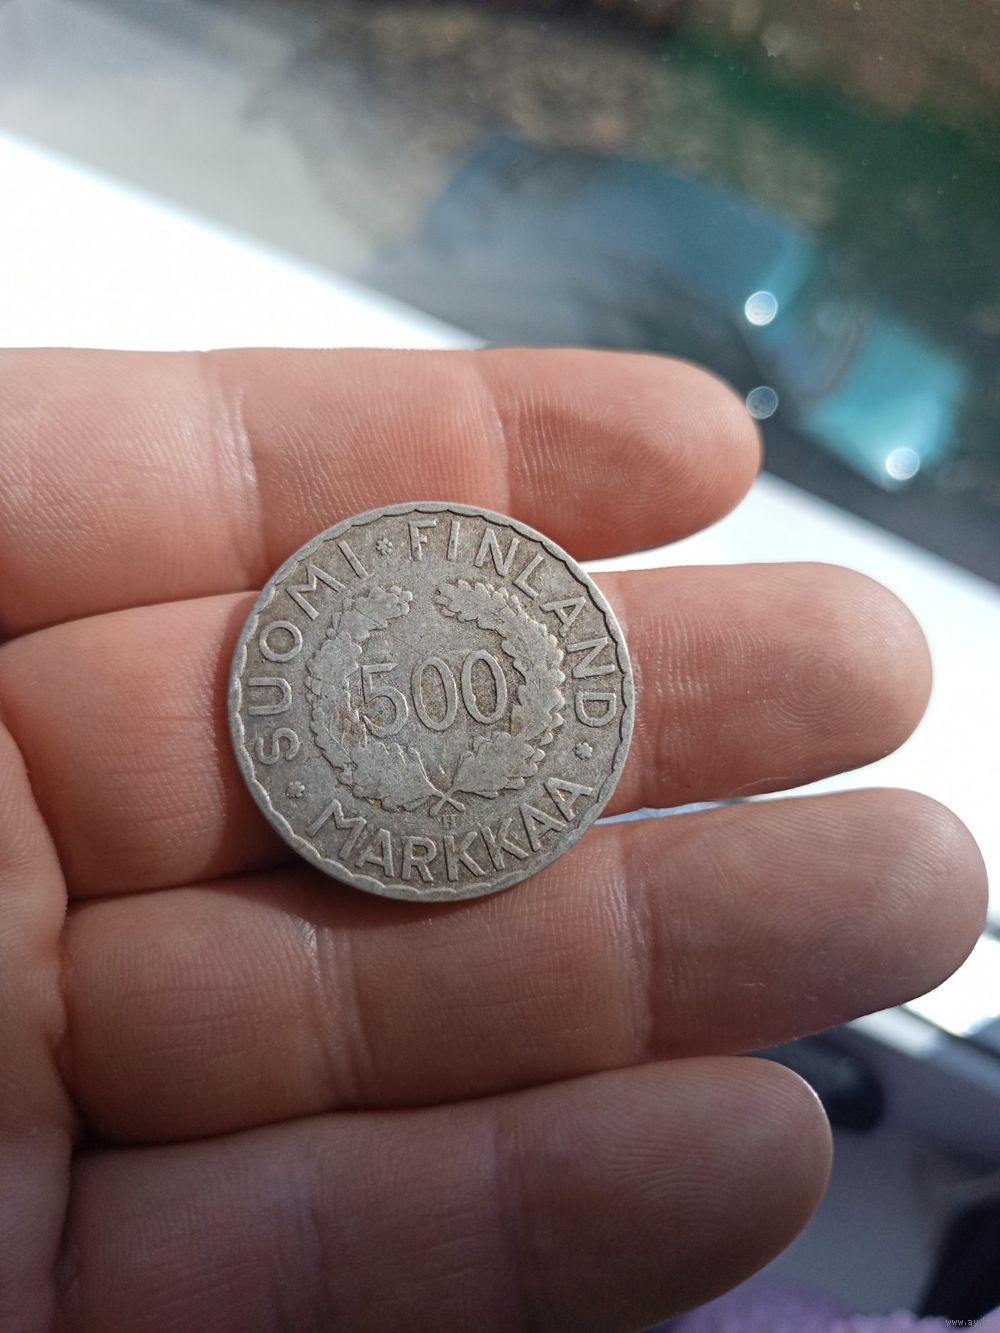 SUOMI FINLAND
500
H
MARKKAA